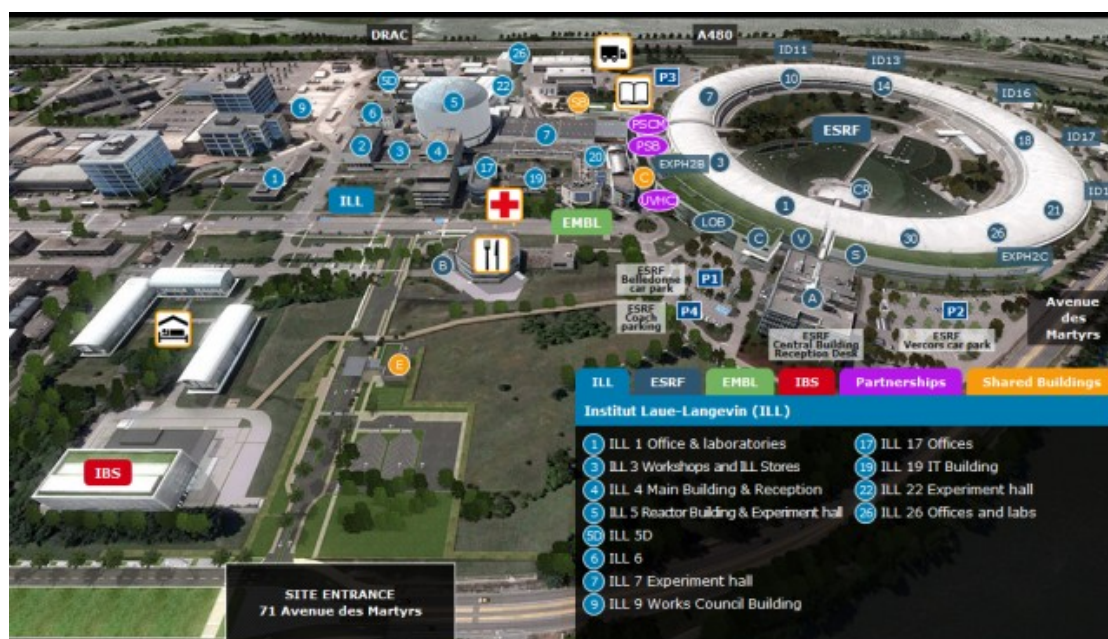 DRAC
A480
26
ID11
ID13
5D
22
P3
10
14
ID16
9
5
SB
7
6
PSCM
ESRF
18
ID17
2
3
4
7
PSB
20
EXPH2B
3
1
17
19
C
CR
ID1
ILL
EMBL
UVHC
LOB
1
21
C
V
30
26
S
EXPH2C
B
ESRF
Belledonne
car park
P1
A
Avenue
des
Martyrs
ESRF
Coach
parking
P4
P2
ESRF
Central Building
Reception Desk
ESRF
Vercors car park
E
IBS
ILL ESRF EMBL IBS Partnerships Shared Buildings
Institut Laue-Langevin (ILL)
1 ILL 1 Office & laboratories
3 ILL 3 Workshops and ILL Stores
4 ILL 4 Main Building & Reception
5 ILL 5 Reactor Building & Experiment hall
5D ILL 5D
6 ILL 6
7 ILL 7 Experiment hall
9 ILL 9 Works Council Building
17 ILL 17 Offices
19 ILL 19 IT Building
22 ILL 22 Experiment hall
26 ILL 26 Offices and labs
SITE ENTRANCE
71 Avenue des Martyrs